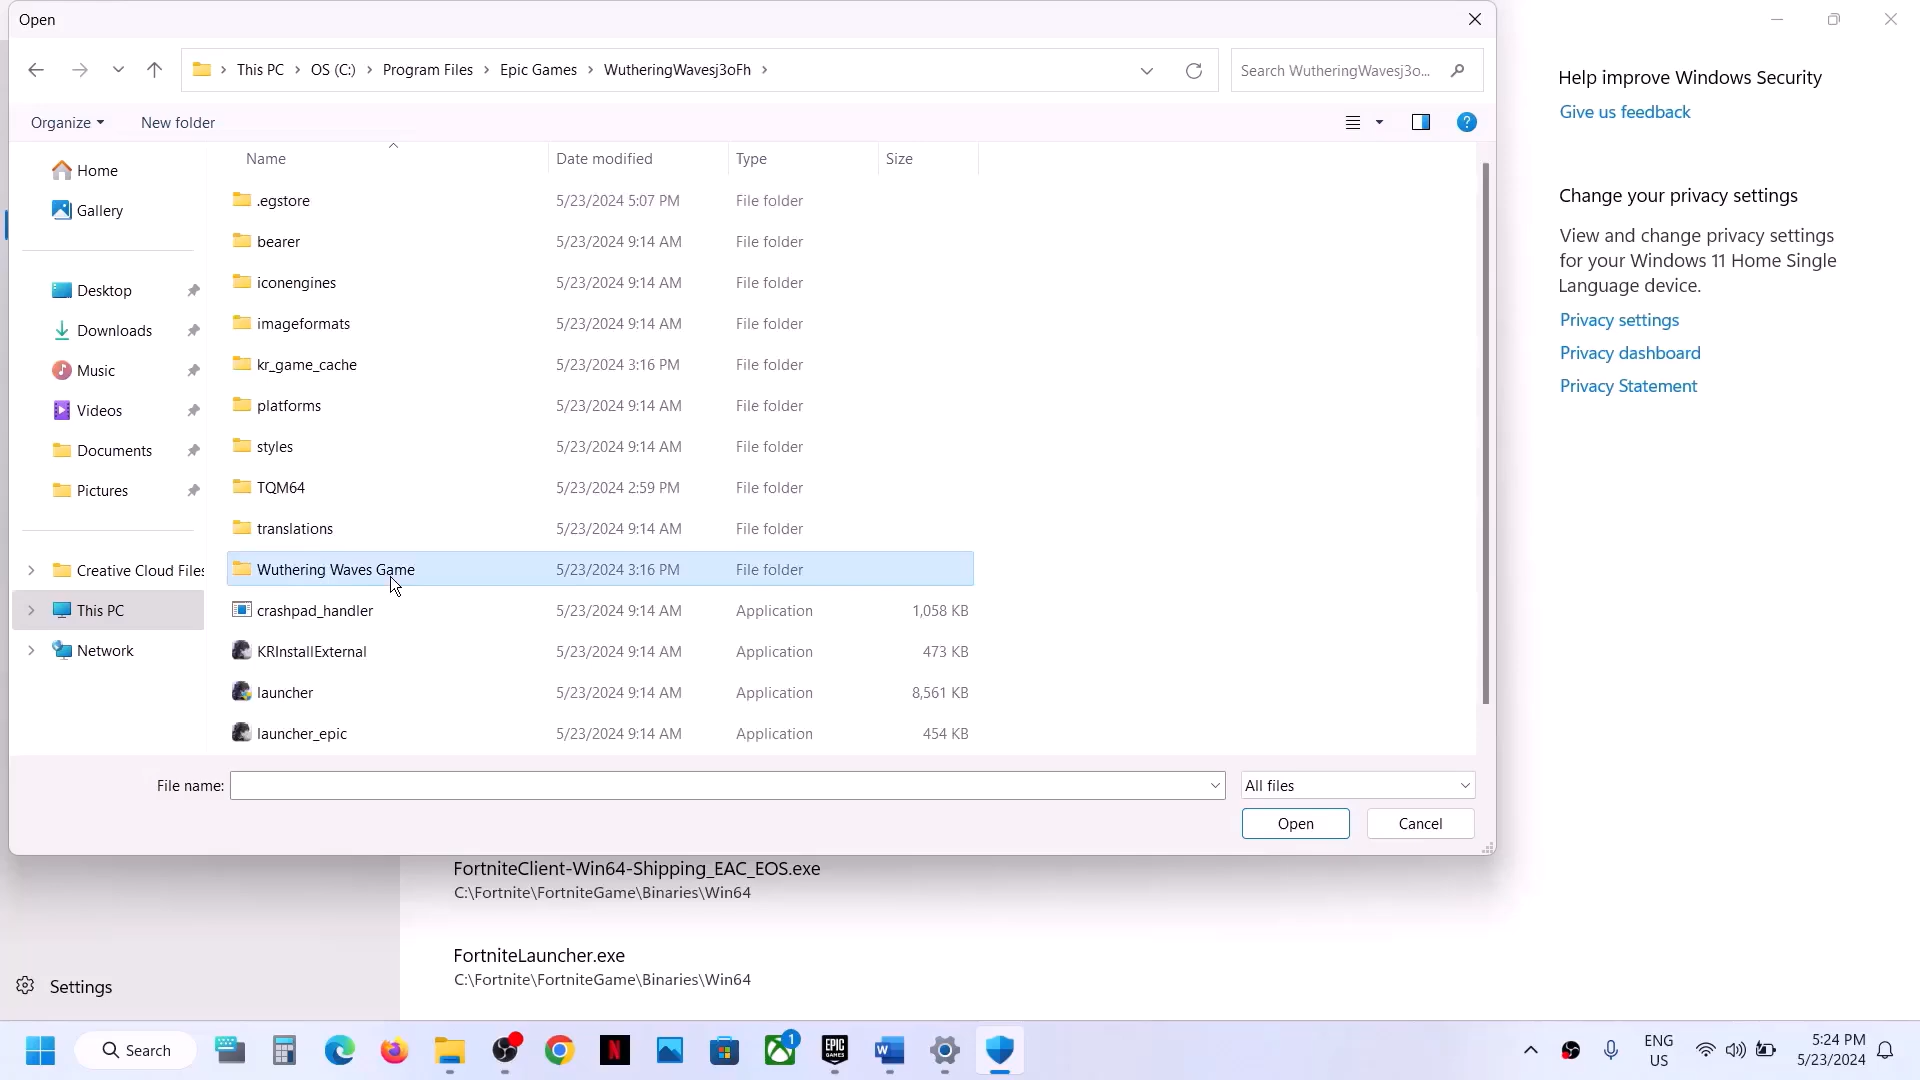 Open
This PC > OS (C:) > Program Files > Epic Games > WutheringWavesj3oFh >
Search WutheringWavesj3o...
Organize
New folder
Name
Date modified
Type
Size
Home
Gallery
Desktop
Downloads
Music
Videos
Documents
Pictures
Creative Cloud Files
This PC
Network
.egstore 5/23/2024 5:07 PM File folder
bearer 5/23/2024 9:14 AM File folder
iconengines 5/23/2024 9:14 AM File folder
imageformats 5/23/2024 9:14 AM File folder
kr_game_cache 5/23/2024 3:16 PM File folder
platforms 5/23/2024 9:14 AM File folder
styles 5/23/2024 9:14 AM File folder
TQM64 5/23/2024 2:59 PM File folder
translations 5/23/2024 9:14 AM File folder
Wuthering Waves Game 5/23/2024 3:16 PM File folder
crashpad_handler 5/23/2024 9:14 AM Application 1,058 KB
KRInstallExternal 5/23/2024 9:14 AM Application 473 KB
launcher 5/23/2024 9:14 AM Application 8,561 KB
launcher_epic 5/23/2024 9:14 AM Application 454 KB
File name:
All files
Open
Cancel
Help improve Windows Security
Give us feedback
Change your privacy settings
View and change privacy settings
for your Windows 11 Home Single
Language device.
Privacy settings
Privacy dashboard
Privacy Statement
FortniteClient-Win64-Shipping_EAC_EOS.exe
C:\Fortnite\FortniteGame\Binaries\Win64
FortniteLauncher.exe
C:\Fortnite\FortniteGame\Binaries\Win64
Settings
Search
1
EPIC
GAMES
ENG
US
5:24 PM
5/23/2024